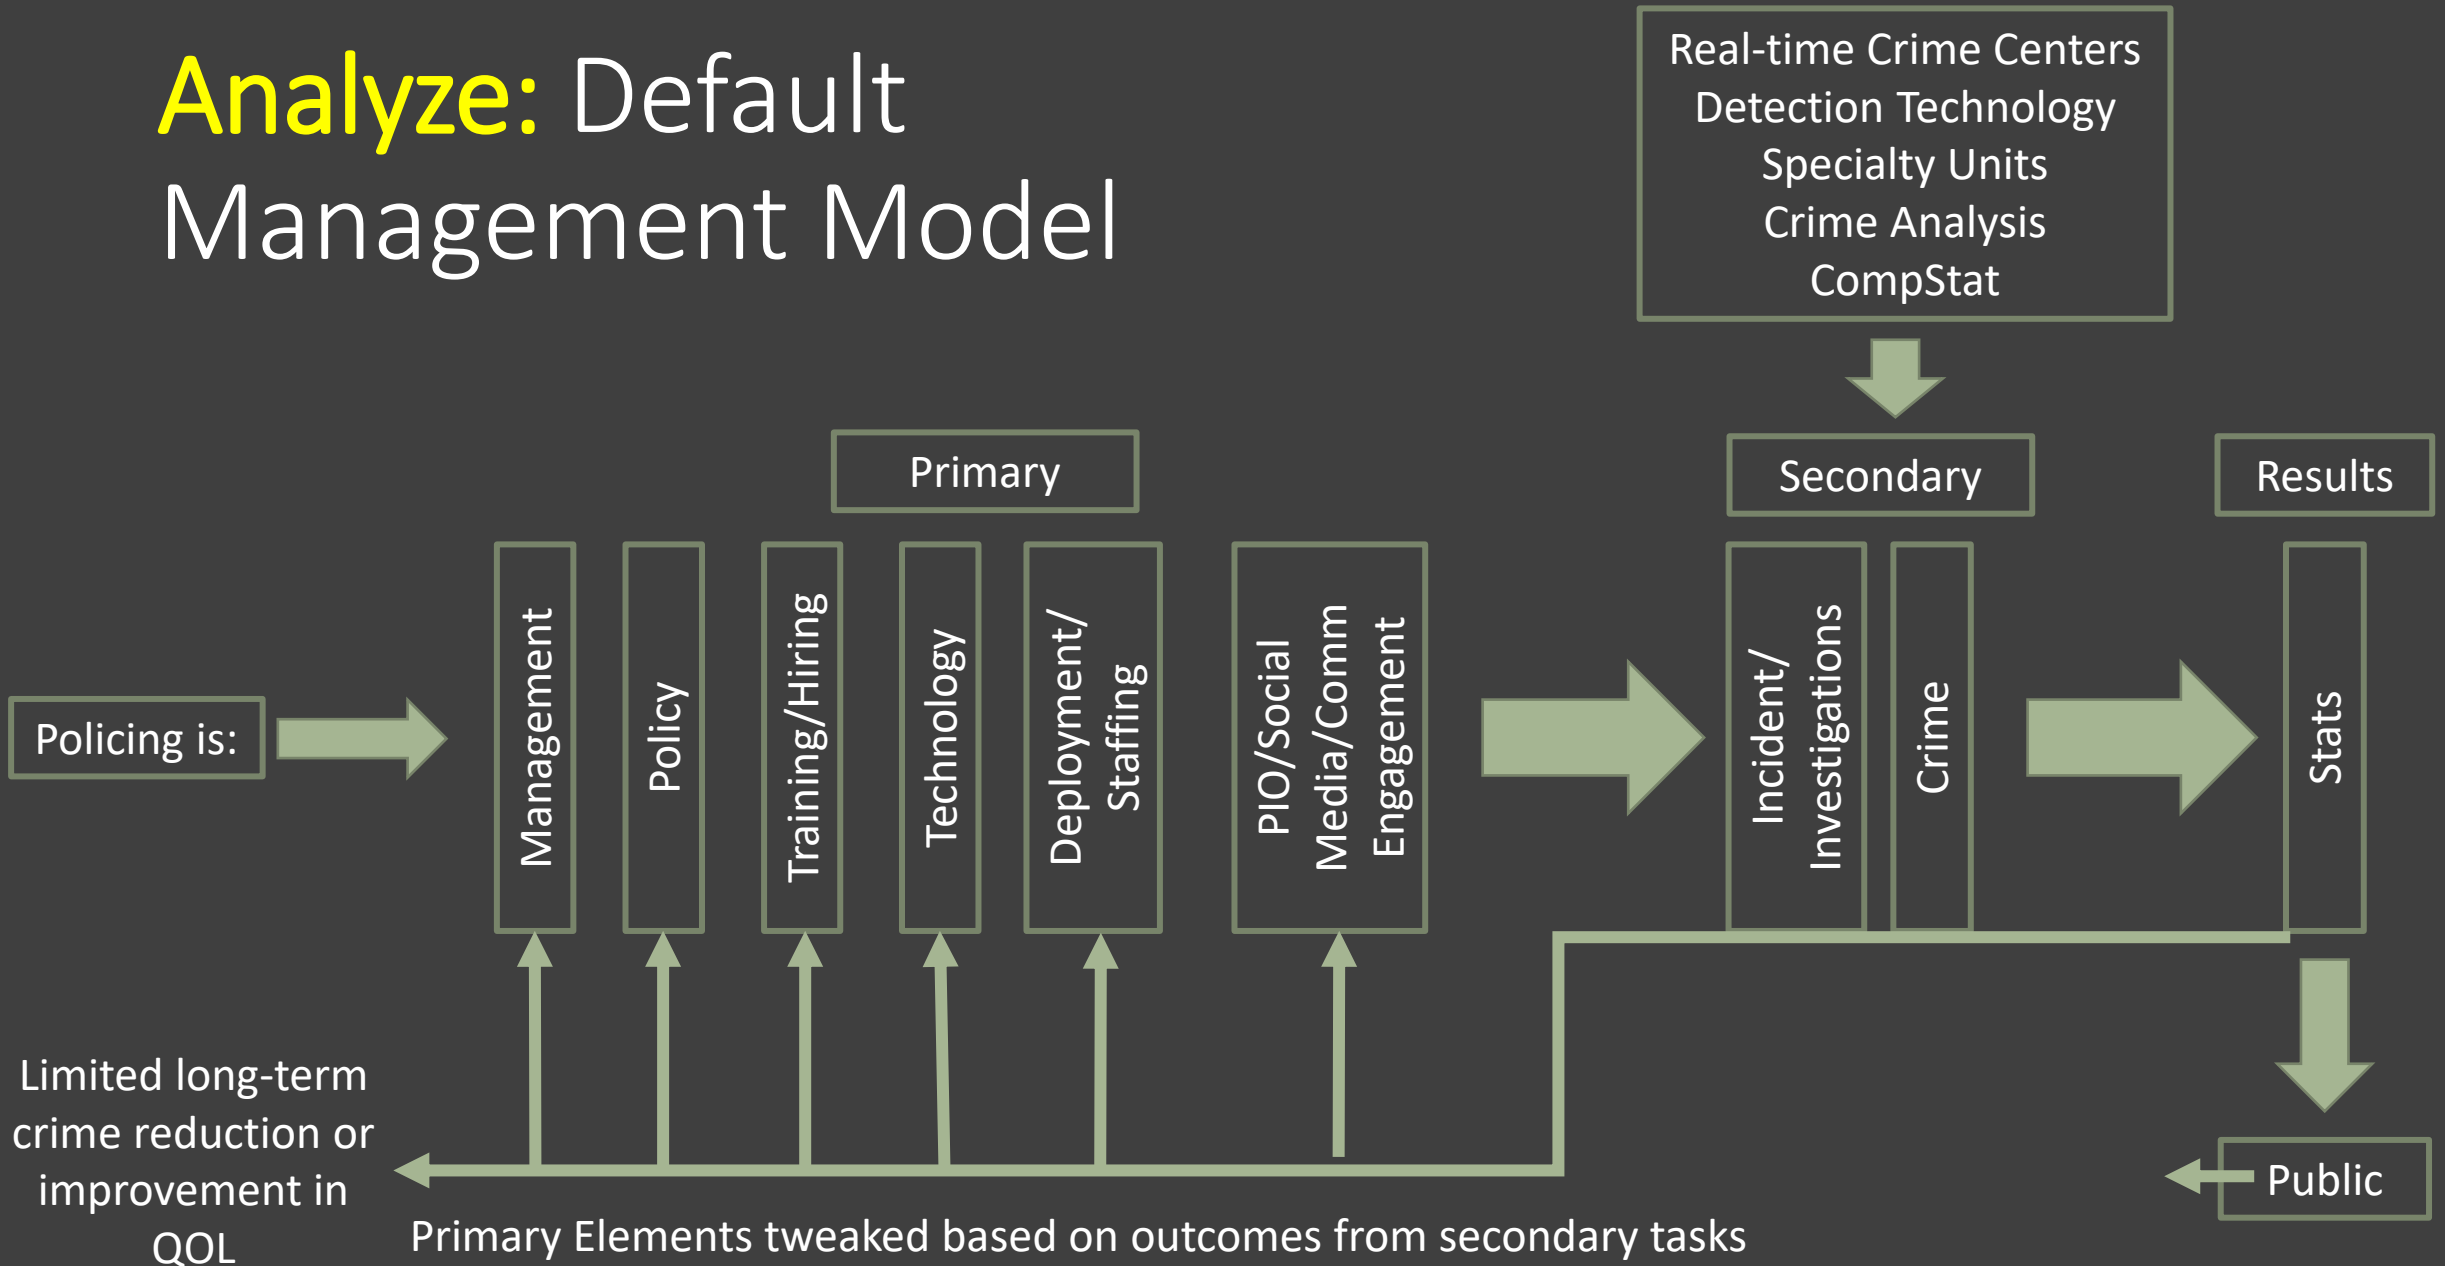 Analyze: Default
Management Model
Real-time Crime Centers
Detection Technology
Specialty Units
Crime Analysis
CompStat
Primary
Secondary
Results
Policing is:
Management
Policy
Training/Hiring
Technology
Deployment/
Staffing
PIO/Social
Media/Comm
Engagement
Incident/
Investigations
Crime
Stats
Limited long-term
crime reduction or
improvement in
QOL
Public
Primary Elements tweaked based on outcomes from secondary tasks